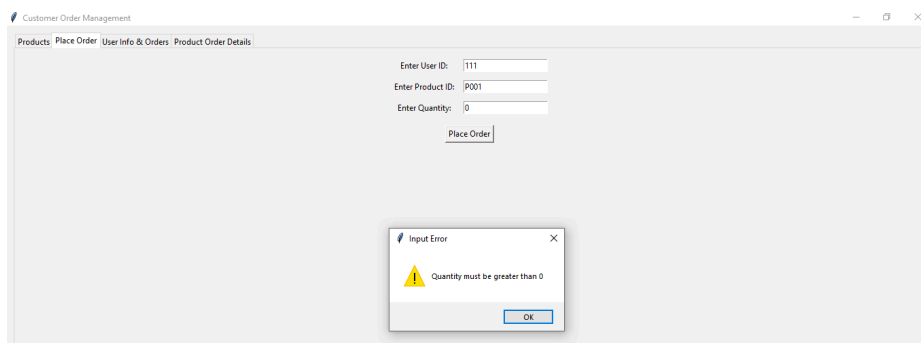 Customer Order Management
Products Place Order User Info & Orders Product Order Details
Enter User ID: 111
Enter Product ID: P001
Enter Quantity: 0
Place Order
Input Error
Quantity must be greater than 0
OK